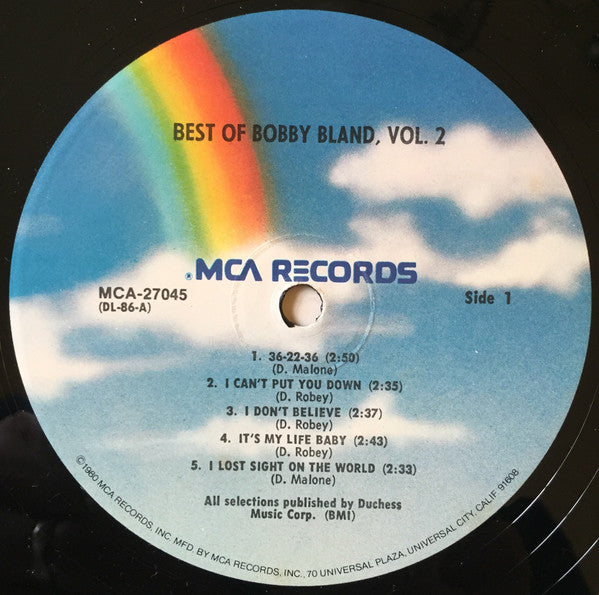 BEST OF BOBBY BLAND, VOL. 2
® MCA RECORDS
MCA-27045
(DL-86-A)
Side 1
1. 36-22-36 (2:50)
(D. Malone)
2. I CAN'T PUT YOU DOWN (2:35)
(D. Robey)
3. I DON'T BELIEVE (2:37)
(D. Robey)
4. IT'S MY LIFE BABY (2:43)
(D. Robey)
5. I LOST SIGHT ON THE WORLD (2:33)
(D. Malone)
All selections published by Duchess
Music Corp. (BMI)
©1980 MCA RECORDS, INC. MFD. BY MCA RECORDS, INC., 70 UNIVERSAL PLAZA, UNIVERSAL CITY, CALIF. 91608